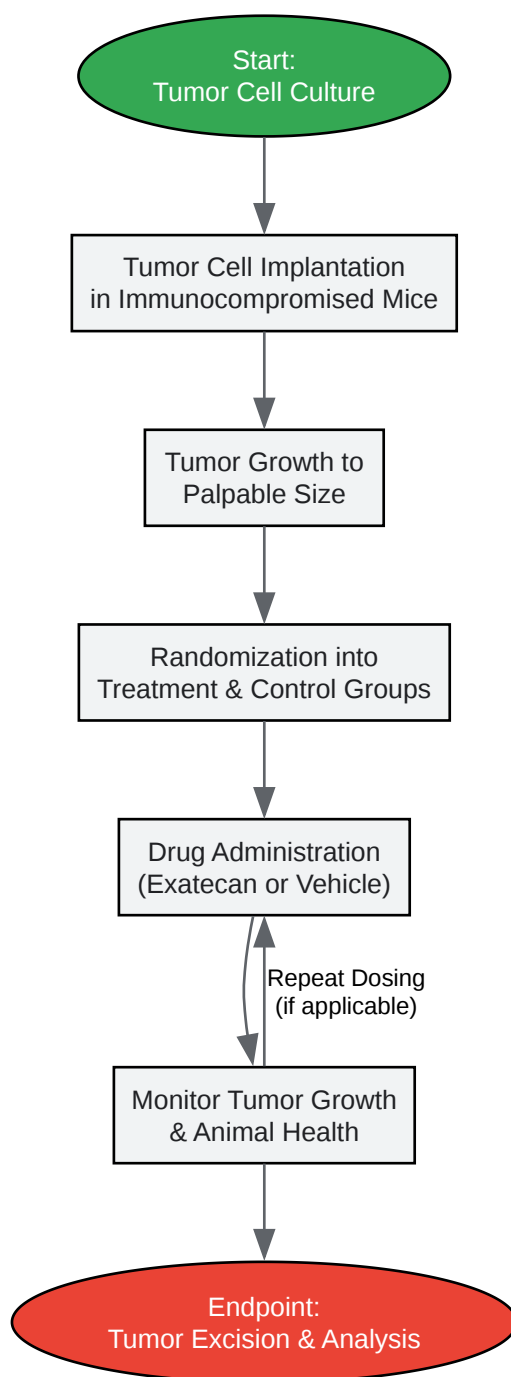 Start:
Tumor Cell Culture
Tumor Cell Implantation
in Immunocompromised Mice
Tumor Growth to
Palpable Size
Randomization into
Treatment & Control Groups
Drug Administration
(Exatecan or Vehicle)
Repeat Dosing
(if applicable)
Monitor Tumor Growth
& Animal Health
Endpoint:
Tumor Excision & Analysis